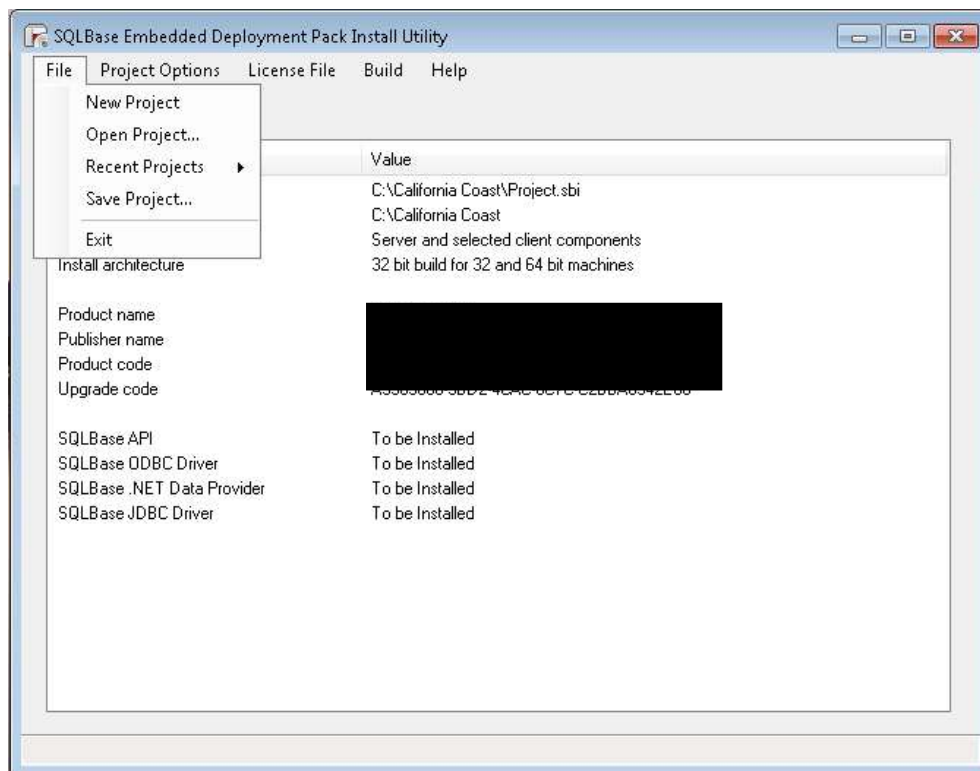 SQLBase Embedded Deployment Pack Install Utility
File Project Options License File Build Help
New Project
Open Project...
Recent Projects
Save Project...
Exit
Value
C:\California Coast\Project.sbi
C:\California Coast
Server and selected client components
Install architecture 32 bit build for 32 and 64 bit machines
Product name
Publisher name
Product code
Upgrade code
SQLBase API To be Installed
SQLBase ODBC Driver To be Installed
SQLBase .NET Data Provider To be Installed
SQLBase JDBC Driver To be Installed